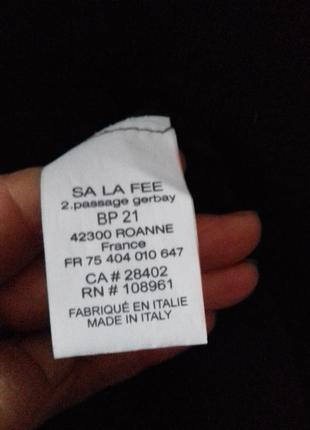 SA LA FEE
2.passage gerbay
BP 21
42300 ROANNE
France
FR 75 404 010 647
CA # 28402
RN # 108961
FABRIQUÉ EN ITALIE
MADE IN ITALY